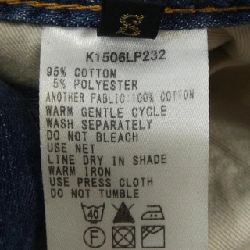 S
K1506LP232
95% COTTON
5% POLYESTER
ANOTHER FABLIC:100% COTTON
WARM GENTLE CYCLE
WASH SEPARATELY
DO NOT BLEACH
USE NET
LINE DRY IN SHADE
WARM IRON
USE PRESS CLOTH
DO NOT TUMBLE
40
F